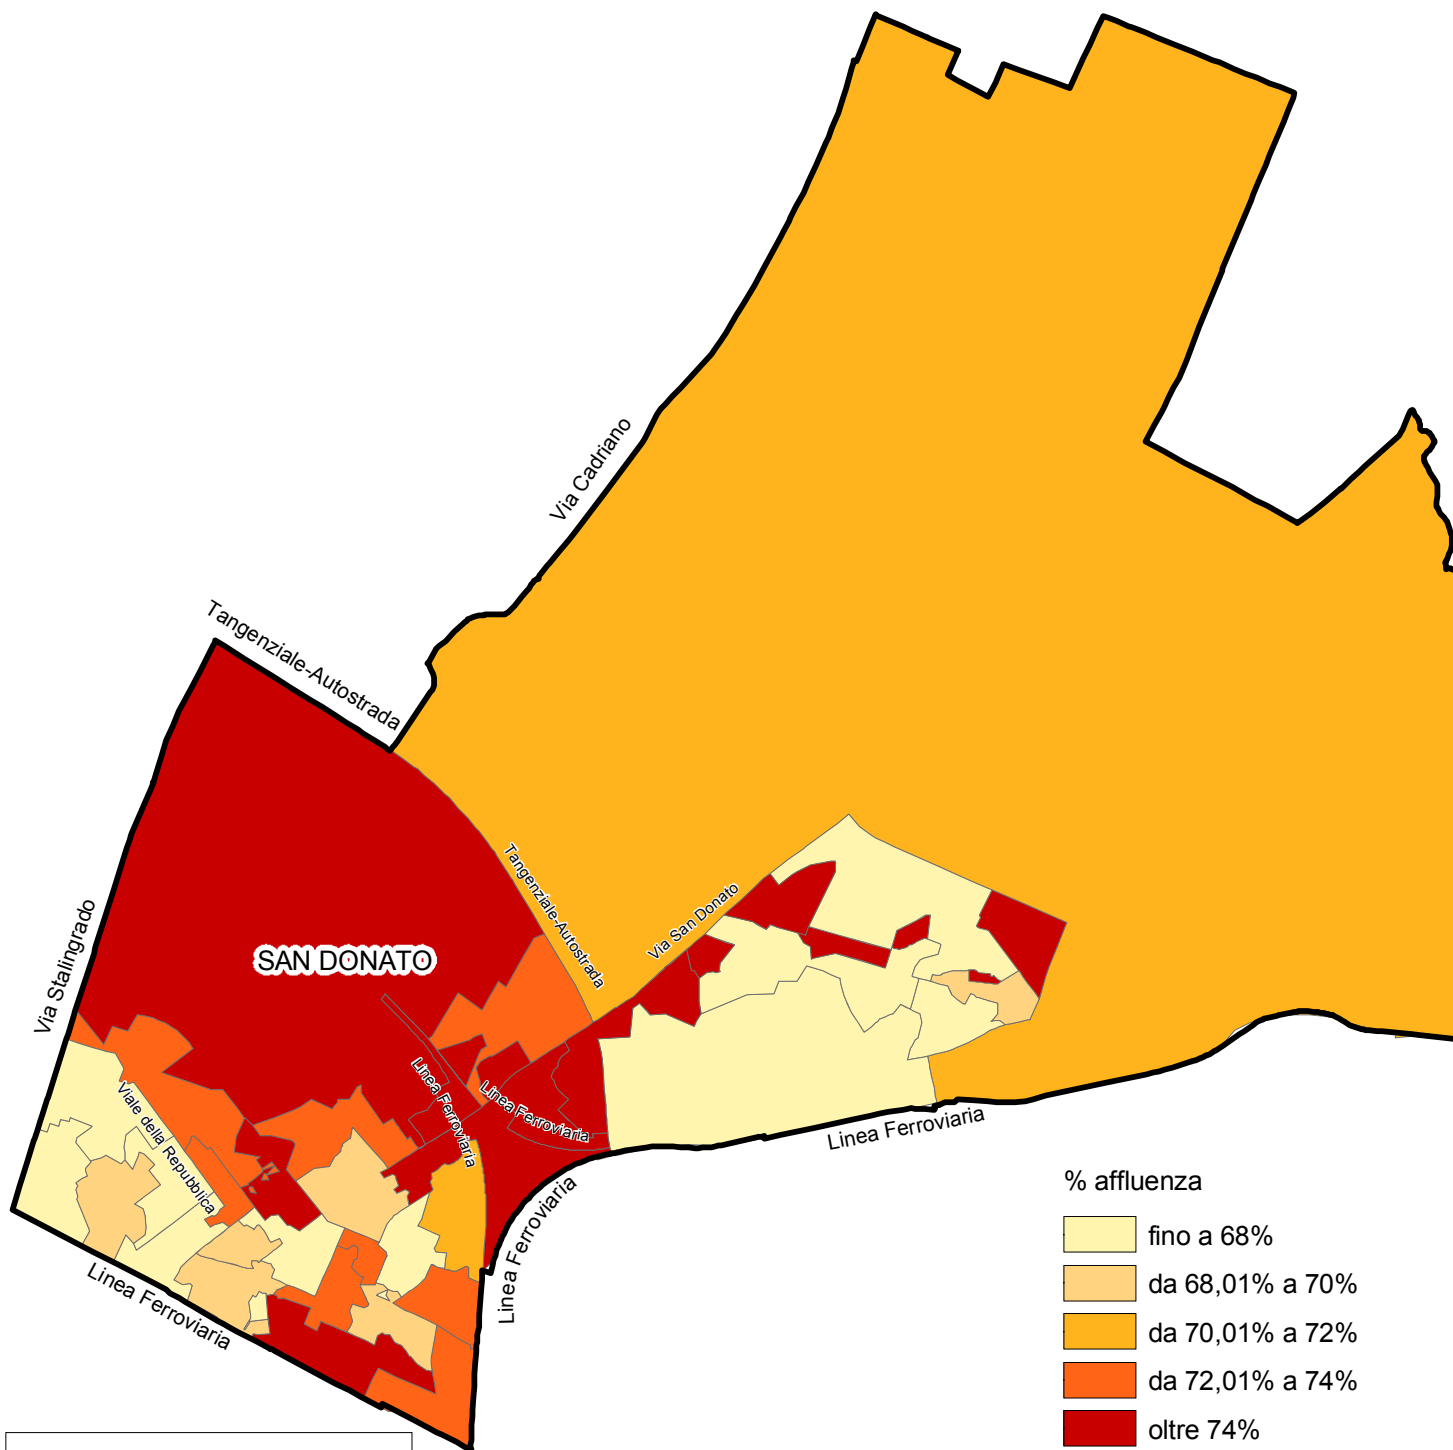 Via Cadriano
Tangenziale-Autostrada
Tangenziale-Autostrada
Via San Donato
Via Stalingrado
SAN DONATO
Linea Ferroviaria
Linea Ferroviaria
Viale della Repubblica
Linea Ferroviaria
Linea Ferroviaria
Linea Ferroviaria
% affluenza
fino a 68%
da 68,01% a 70%
da 70,01% a 72%
da 72,01% a 74%
oltre 74%